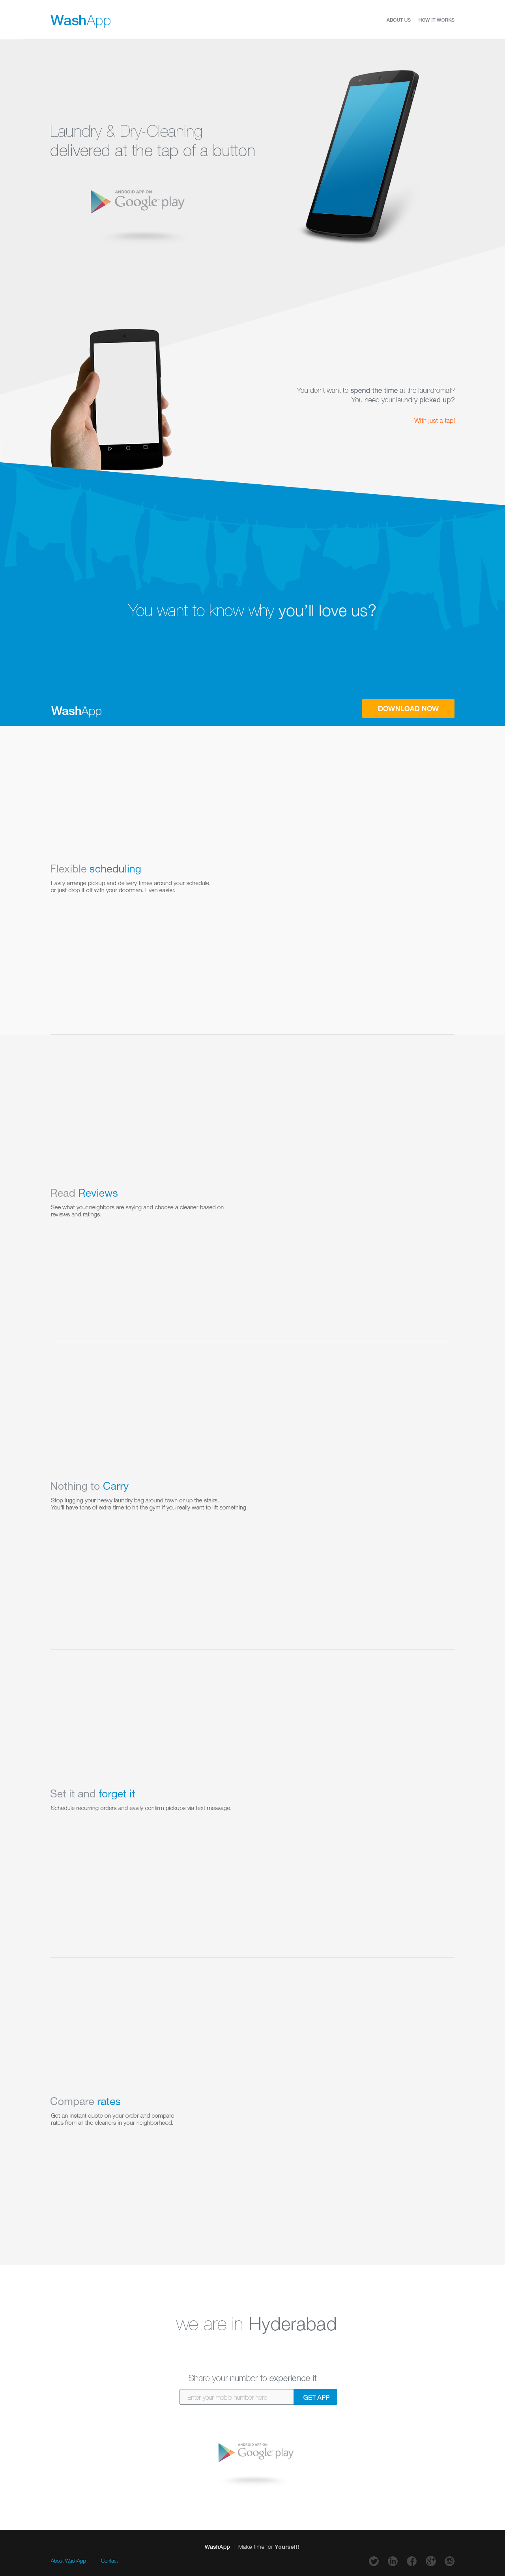 WashApp
ABOUT US HOW IT WORKS
Laundry & Dry-Cleaning
delivered at the tap of a button
ANDROID APP ON
Google play
You don't want to spend the time at the laundromat?
You need your laundry picked up?
With just a tap!
You want to know why you'll love us?
WashApp
DOWNLOAD NOW
Flexible scheduling
Easily arrange pickup and delivery times around your schedule,
or just drop it off with your doorman. Even easier.
Read Reviews
See what your neighbors are saying and choose a cleaner based on
reviews and ratings.
Nothing to Carry
Stop lugging your heavy laundry bag around town or up the stairs.
You'll have tons of extra time to hit the gym if you really want to lift something.
Set it and forget it
Schedule recurring orders and easily confirm pickups via text message.
Compare rates
Get an instant quote on your order and compare
rates from all the cleaners in your neighborhood.
we are in Hyderabad
Share your number to experience it
Enter your mobile number here
GET APP
ANDROID APP ON
Google play
WashApp | Make time for Yourself!
About WashApp Contact